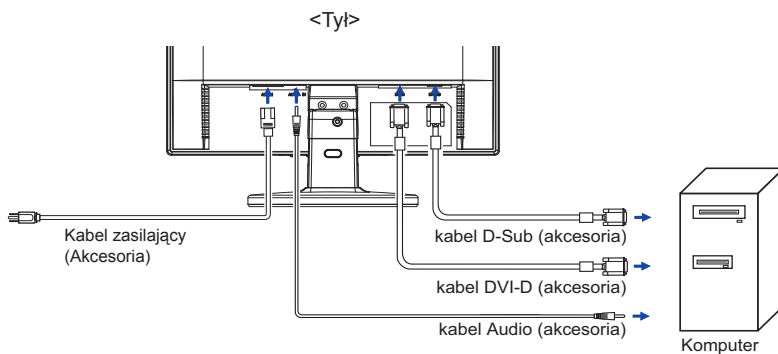 <Tył>
Kabel zasilający
(Akcesoria)
kabel D-Sub (akcesoria)
kabel DVI-D (akcesoria)
kabel Audio (akcesoria)
Komputer